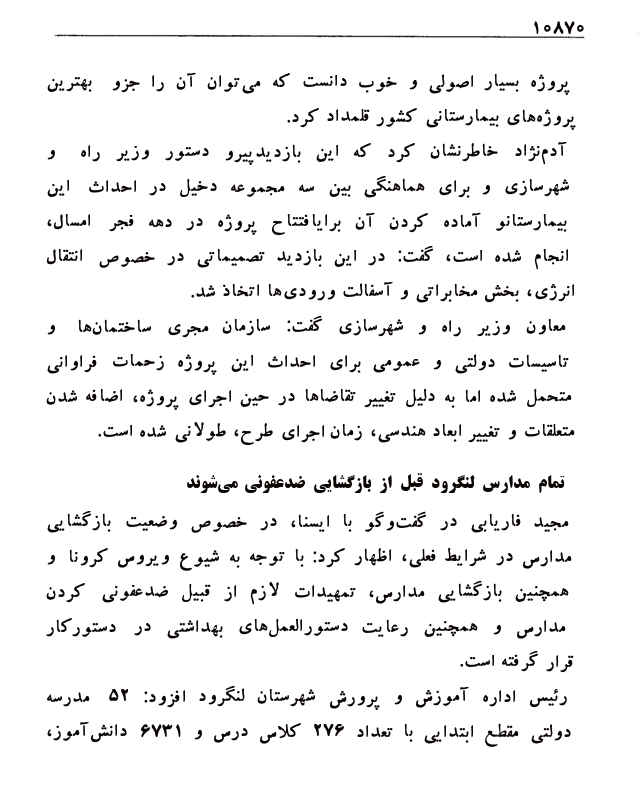 ۱۰۸۷۰
پروژه بسیار اصولی و خوب دانست که می‌توان آن را جزو بهترین
پروژه‌های بیمارستانی کشور قلمداد کرد.
آدم‌نژاد خاطرنشان کرد که این بازدیدپیرو دستور وزیر راه و
شهرسازی و برای هماهنگی بین سه مجموعه دخیل در احداث این
بیمارستانو آماده کردن آن برایافتتاح پروژه در دهه فجر امسال،
انجام شده است، گفت: در این بازدید تصمیماتی در خصوص انتقال
انرژی، بخش مخابراتی و آسفالت ورودی‌ها اتخاذ شد.
معاون وزیر راه و شهرسازی گفت: سازمان مجری ساختمان‌ها و
تاسیسات دولتی و عمومی برای احداث این پروژه زحمات فراوانی
متحمل شده اما به دلیل تغییر تقاضاها در حین اجرای پروژه، اضافه شدن
متعلقات و تغییر ابعاد هندسی، زمان اجرای طرح، طولانی شده است.
تمام مدارس لنگرود قبل از بازگشایی ضدعفونی می‌شوند
مجید فاریابی در گفت‌وگو با ایسنا، در خصوص وضعیت بازگشایی
مدارس در شرایط فعلی، اظهار کرد: با توجه به شیوع ویروس کرونا و
همچنین بازگشایی مدارس، تمهیدات لازم از قبیل ضدعفونی کردن
مدارس و همچنین رعایت دستورالعمل‌های بهداشتی در دستورکار
قرار گرفته است.
رئیس اداره آموزش و پرورش شهرستان لنگرود افزود: ۵۲ مدرسه
دولتی مقطع ابتدایی با تعداد ۲۷۶ کلاس درس و ۶۷۳۱ دانش‌آموز،